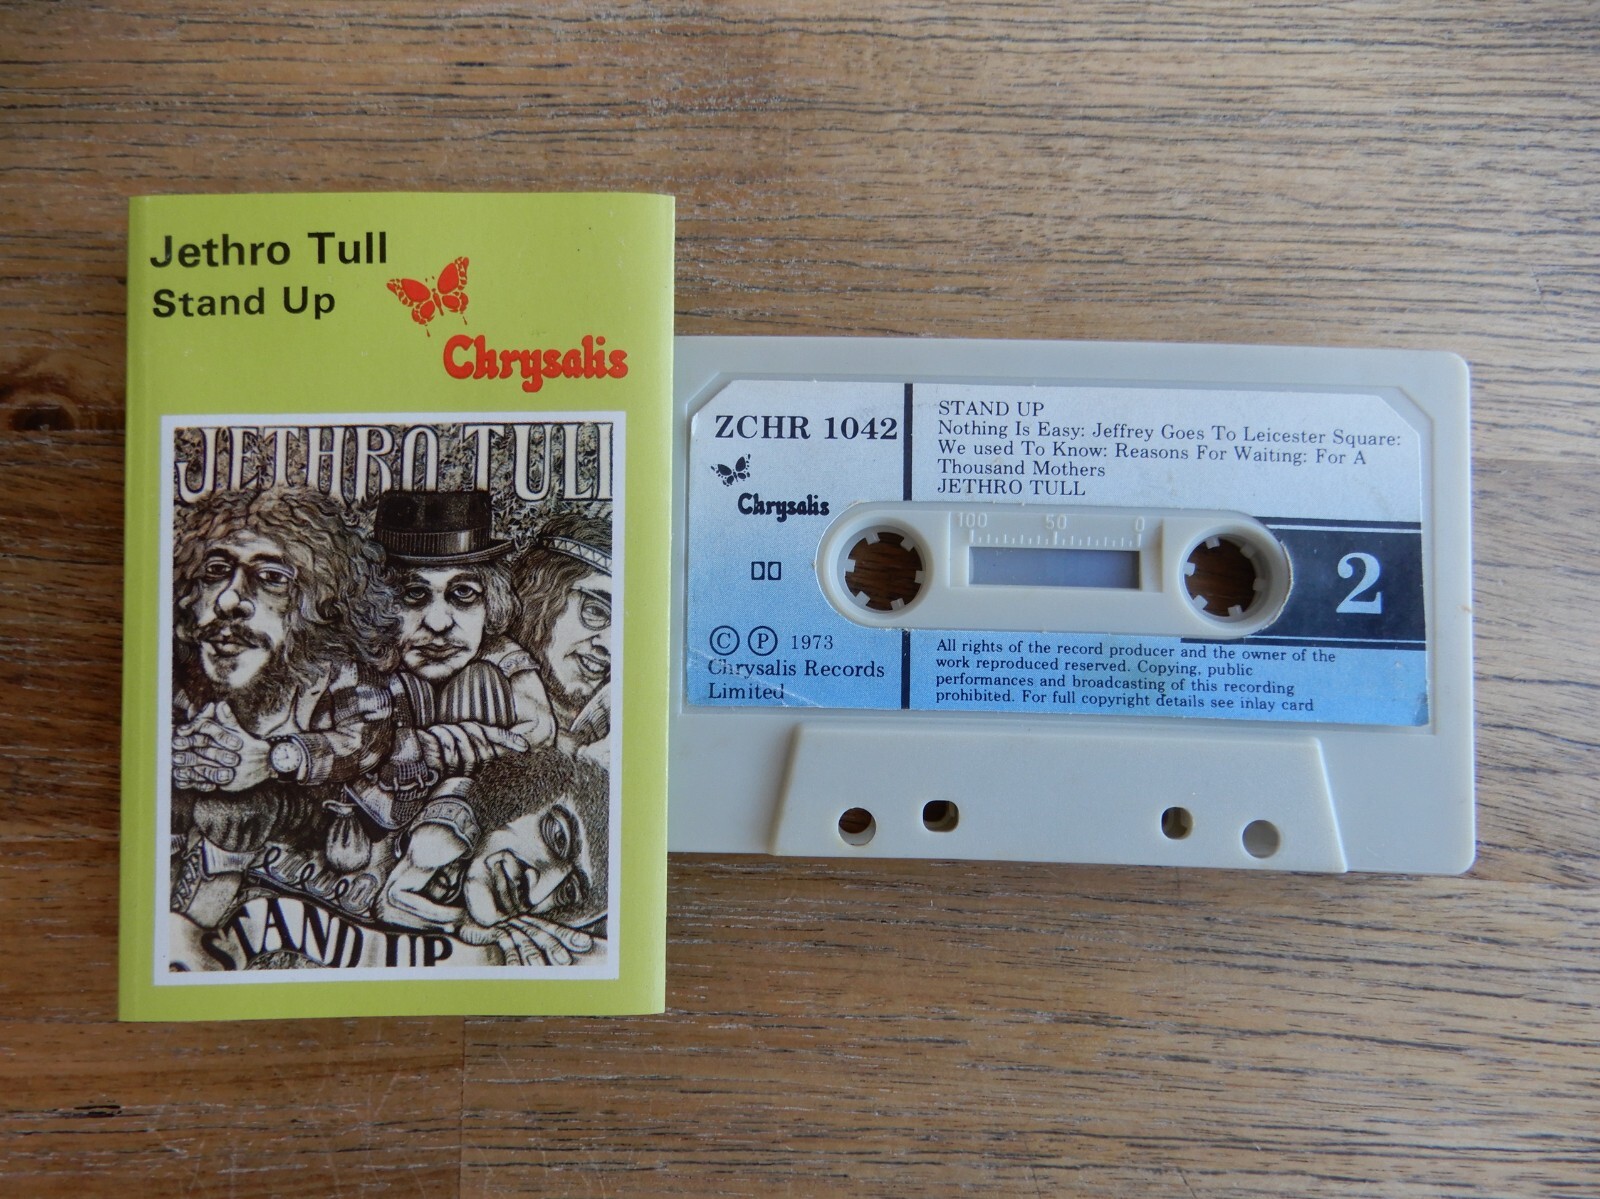 Jethro Tull
Stand Up
Chrysalis
JETHRO TULL
STAND UP
ZCHR 1042
Chrysalis
© ℗ 1973
Chrysalis Records
Limited
STAND UP
Nothing Is Easy: Jeffrey Goes To Leicester Square:
We used To Know: Reasons For Waiting: For A
Thousand Mothers
JETHRO TULL
100 50 0
2
All rights of the record producer and the owner of the
work reproduced reserved. Copying, public
performances and broadcasting of this recording
prohibited. For full copyright details see inlay card